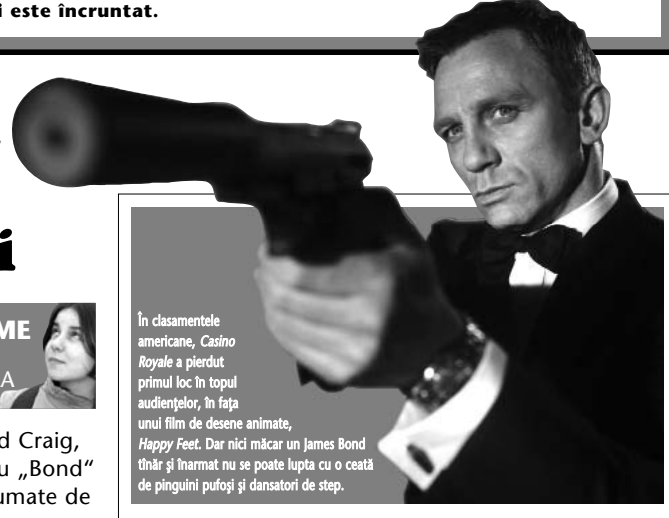 i este încruntat.
i
ME
A
În clasamentele
americane, Casino
Royale a pierdut
primul loc în topul
audienţelor, în faţa
unui film de desene animate,
Happy Feet. Dar nici măcar un James Bond
tînăr şi înarmat nu se poate lupta cu o ceată
de pinguini pufoşi şi dansatori de step.
d Craig,
u „Bond“
umate de